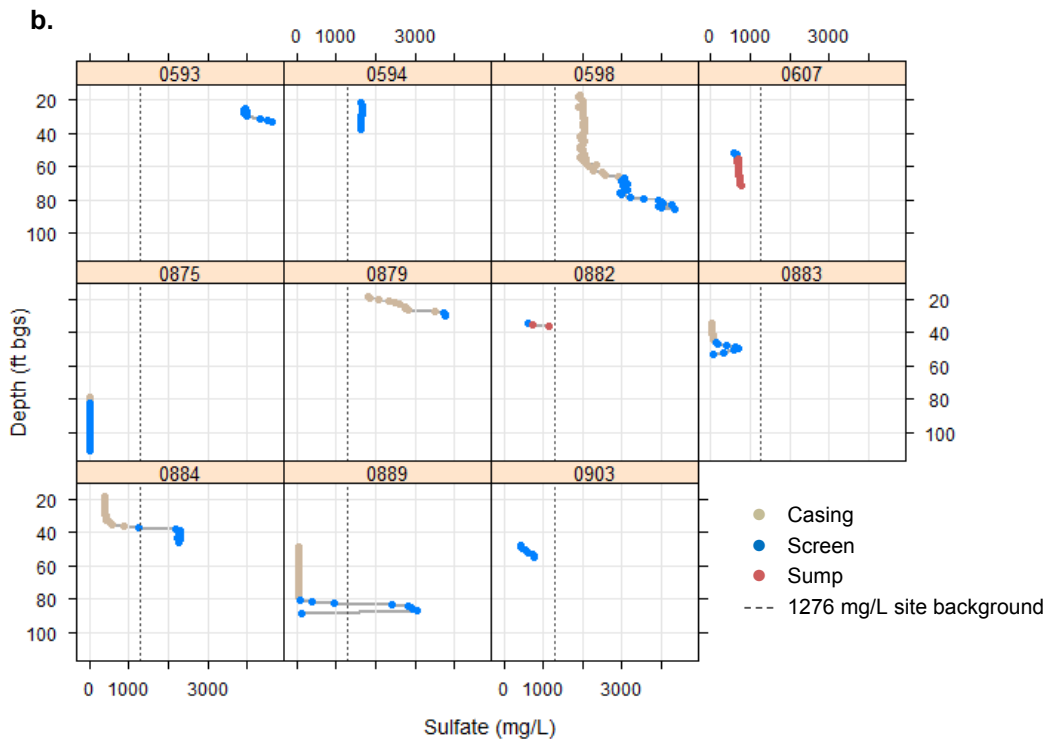 b.
0 1000 3000 0 1000 3000
0593 0594 0598 0607
20
40
60
80
100
0875 0879 0882 0883
20
40
60
80
100
Depth (ft bgs)
0884 0889 0903
20
40
60
80
100
Casing
Screen
Sump
1276 mg/L site background
0 1000 3000 0 1000 3000
Sulfate (mg/L)